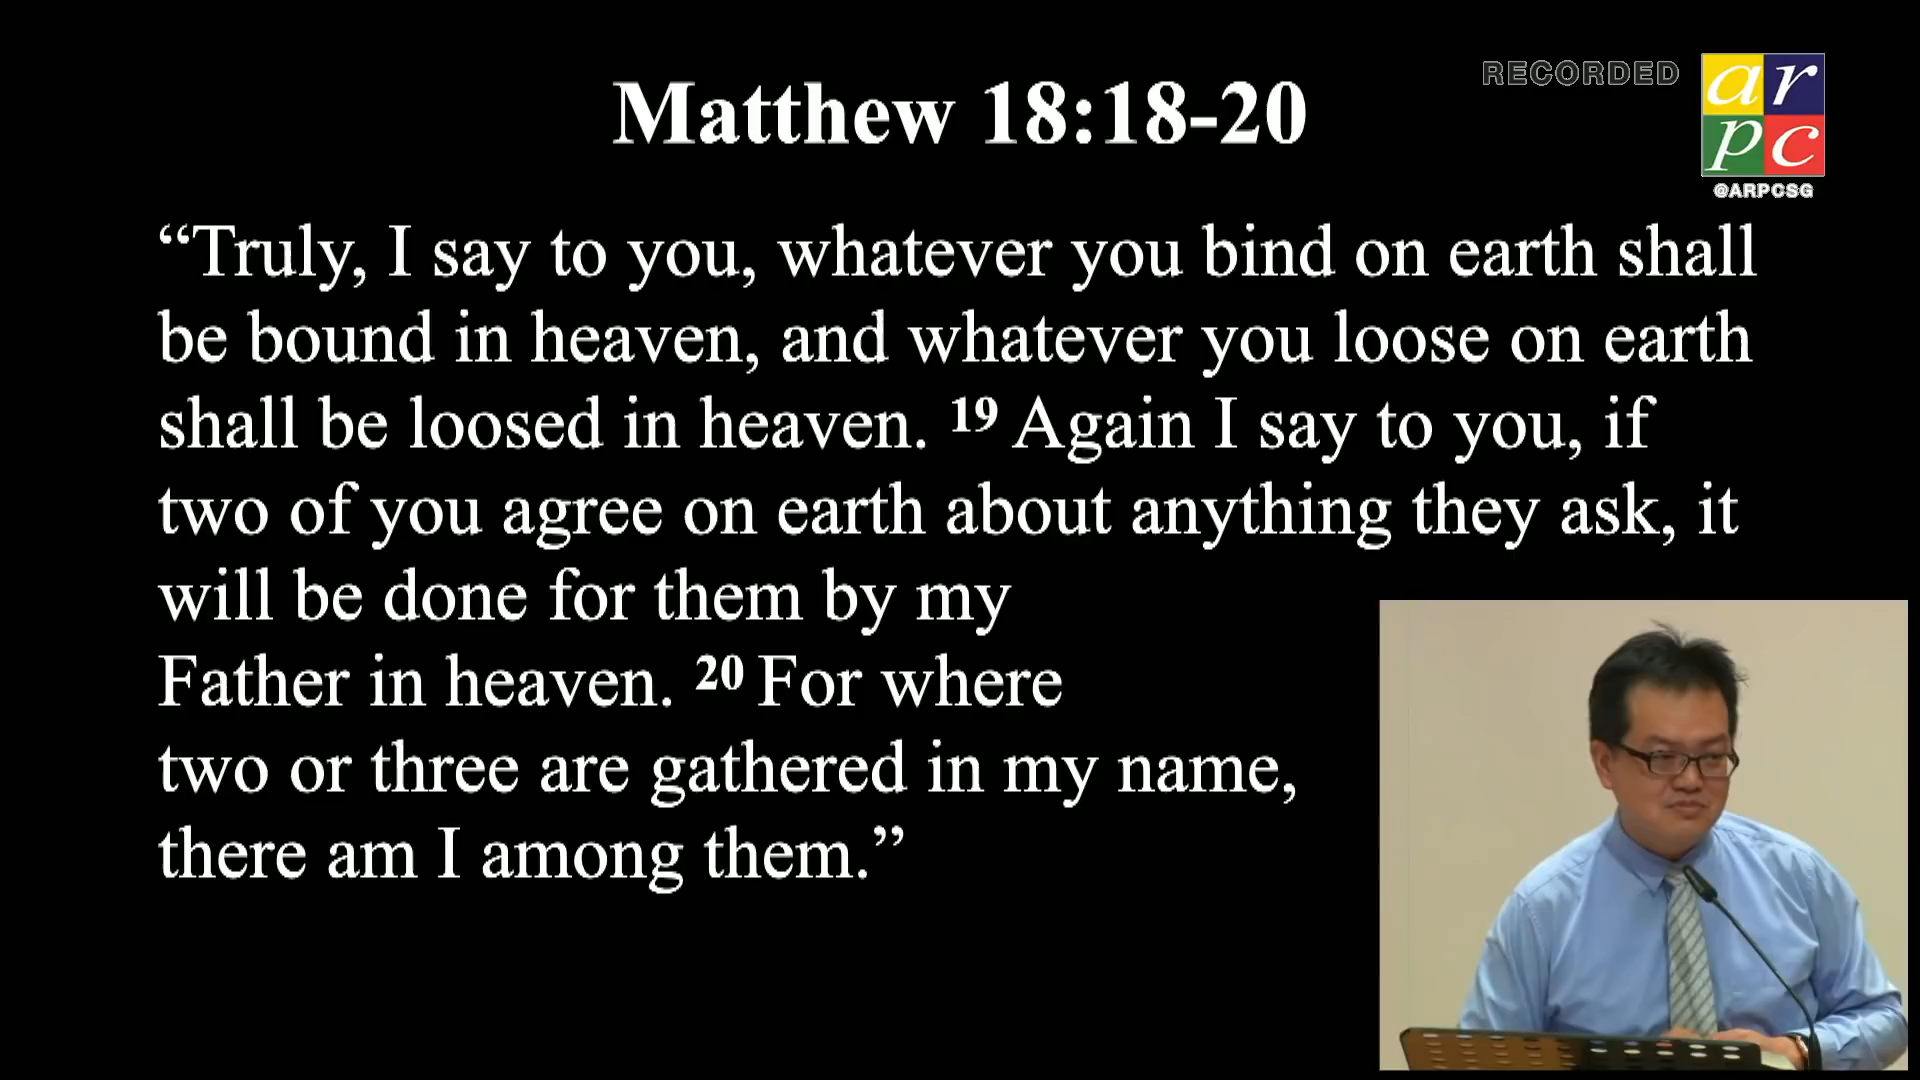 Matthew 18:18-20
RECORDED
ar
pc
@ARPCSG
“Truly, I say to you, whatever you bind on earth shall
be bound in heaven, and whatever you loose on earth
shall be loosed in heaven. 19 Again I say to you, if
two of you agree on earth about anything they ask, it
will be done for them by my
Father in heaven. 20 For where
two or three are gathered in my name,
there am I among them.”